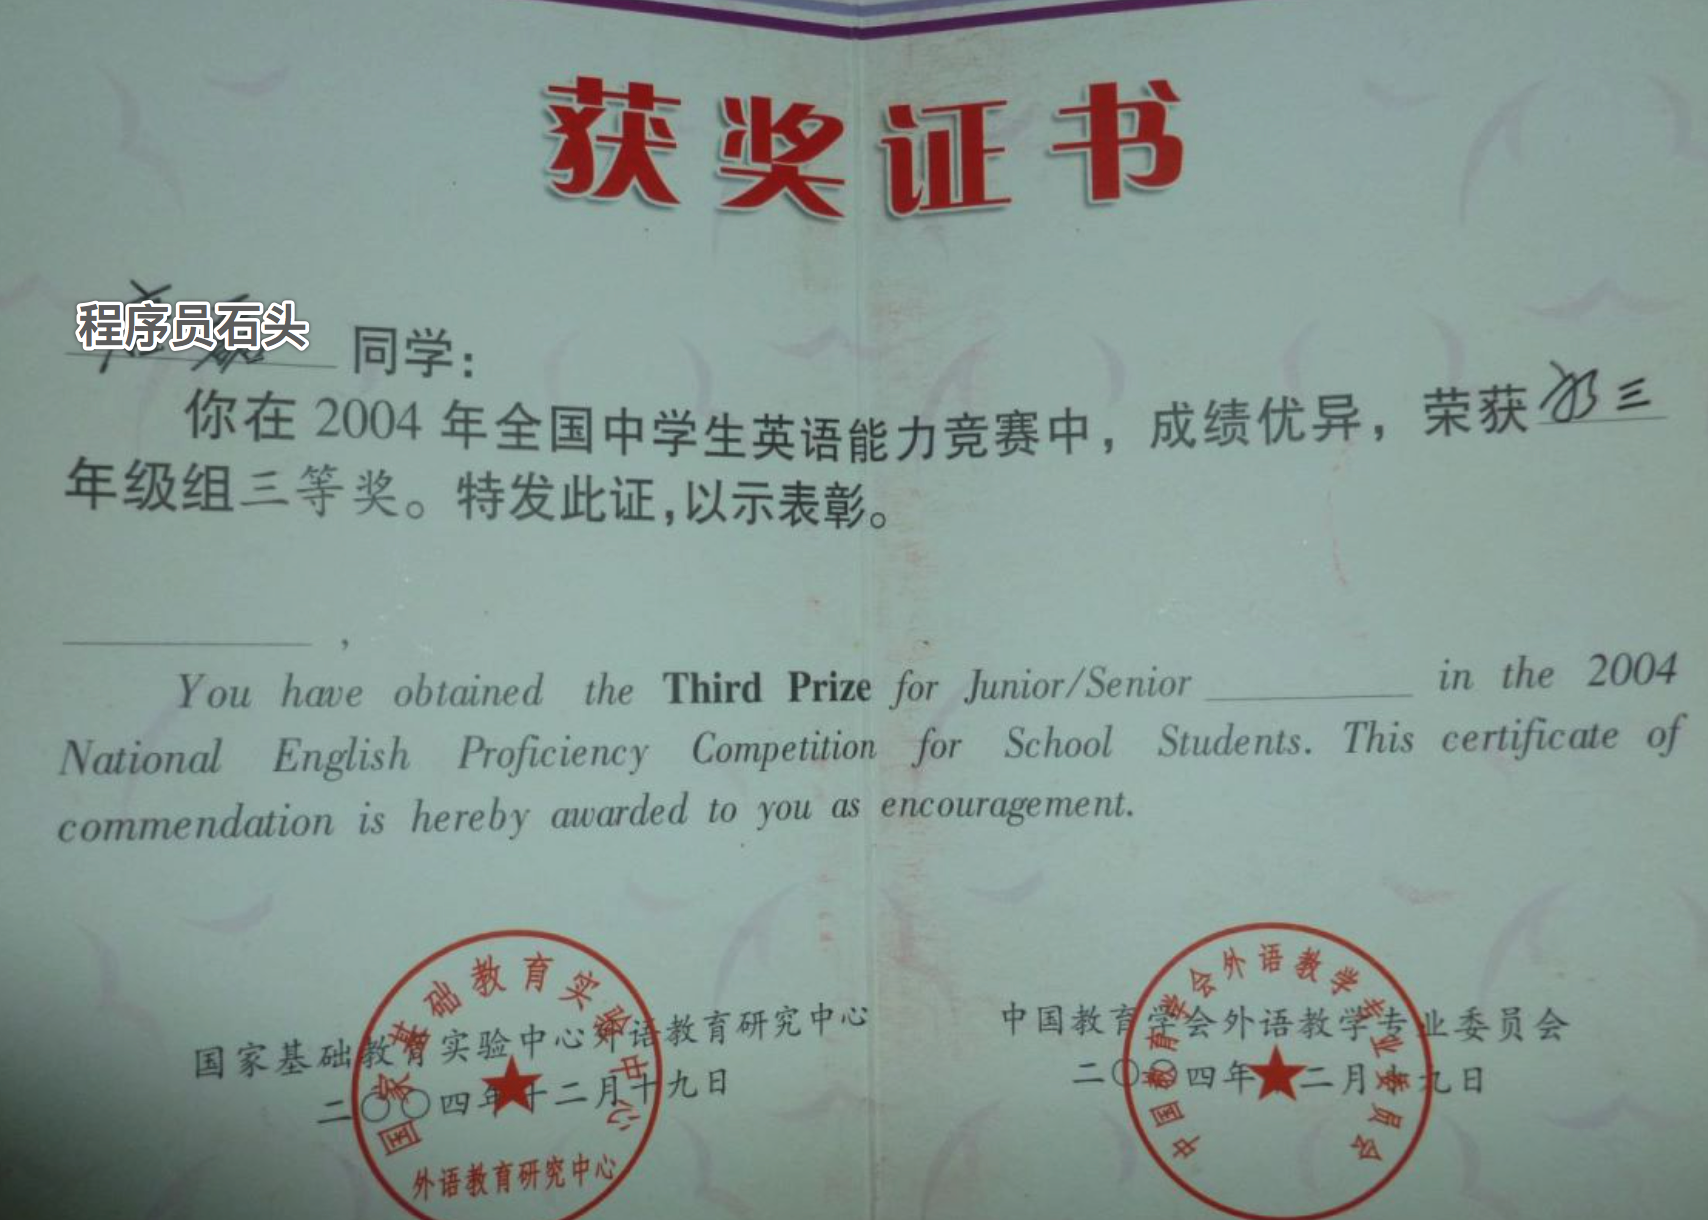 获奖证书
程序员石头 同学：
你在 2004 年全国中学生英语能力竞赛中，成绩优异，荣获初三
年级组三等奖。特发此证，以示表彰。
,
You have obtained the Third Prize for Junior/Senior in the 2004
National English Proficiency Competition for School Students. This certificate of
commendation is hereby awarded to you as encouragement.
国家基础教育实验中心外语教育研究中心
二〇〇四年十二月十九日
中国教育学会外语教学专业委员会
二〇〇四年十二月十九日
国家基础教育实验中心
外语教育研究中心
中国教育学会外语教学专业委员会